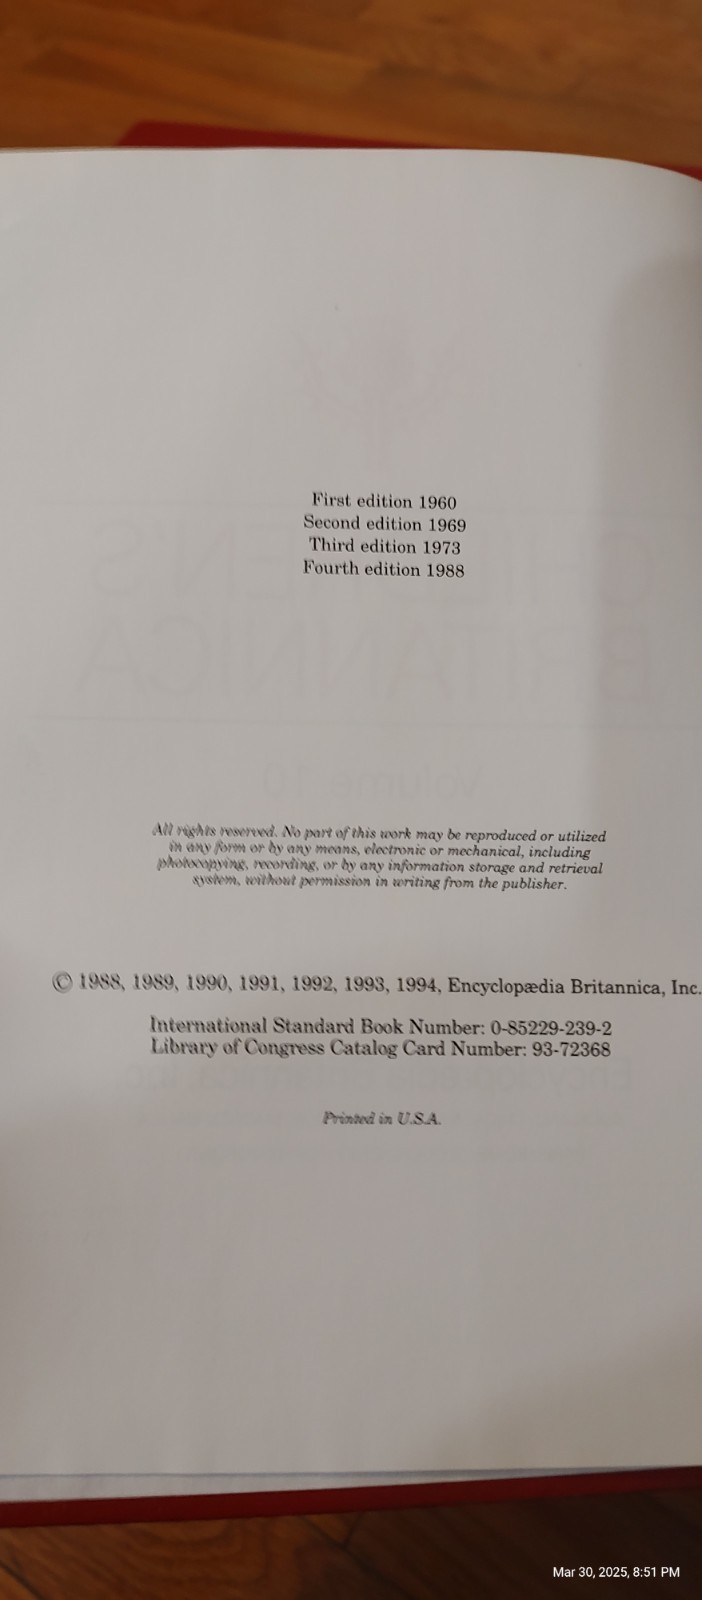 First edition 1960
Second edition 1969
Third edition 1973
Fourth edition 1988
All rights reserved. No part of this work may be reproduced or utilized
in any form or by any means, electronic or mechanical, including
photocopying, recording, or by any information storage and retrieval
system, without permission in writing from the publisher.
© 1988, 1989, 1990, 1991, 1992, 1993, 1994, Encyclopædia Britannica, Inc.
International Standard Book Number: 0-85229-239-2
Library of Congress Catalog Card Number: 93-72368
Printed in U.S.A.
Mar 30, 2025, 8:51 PM